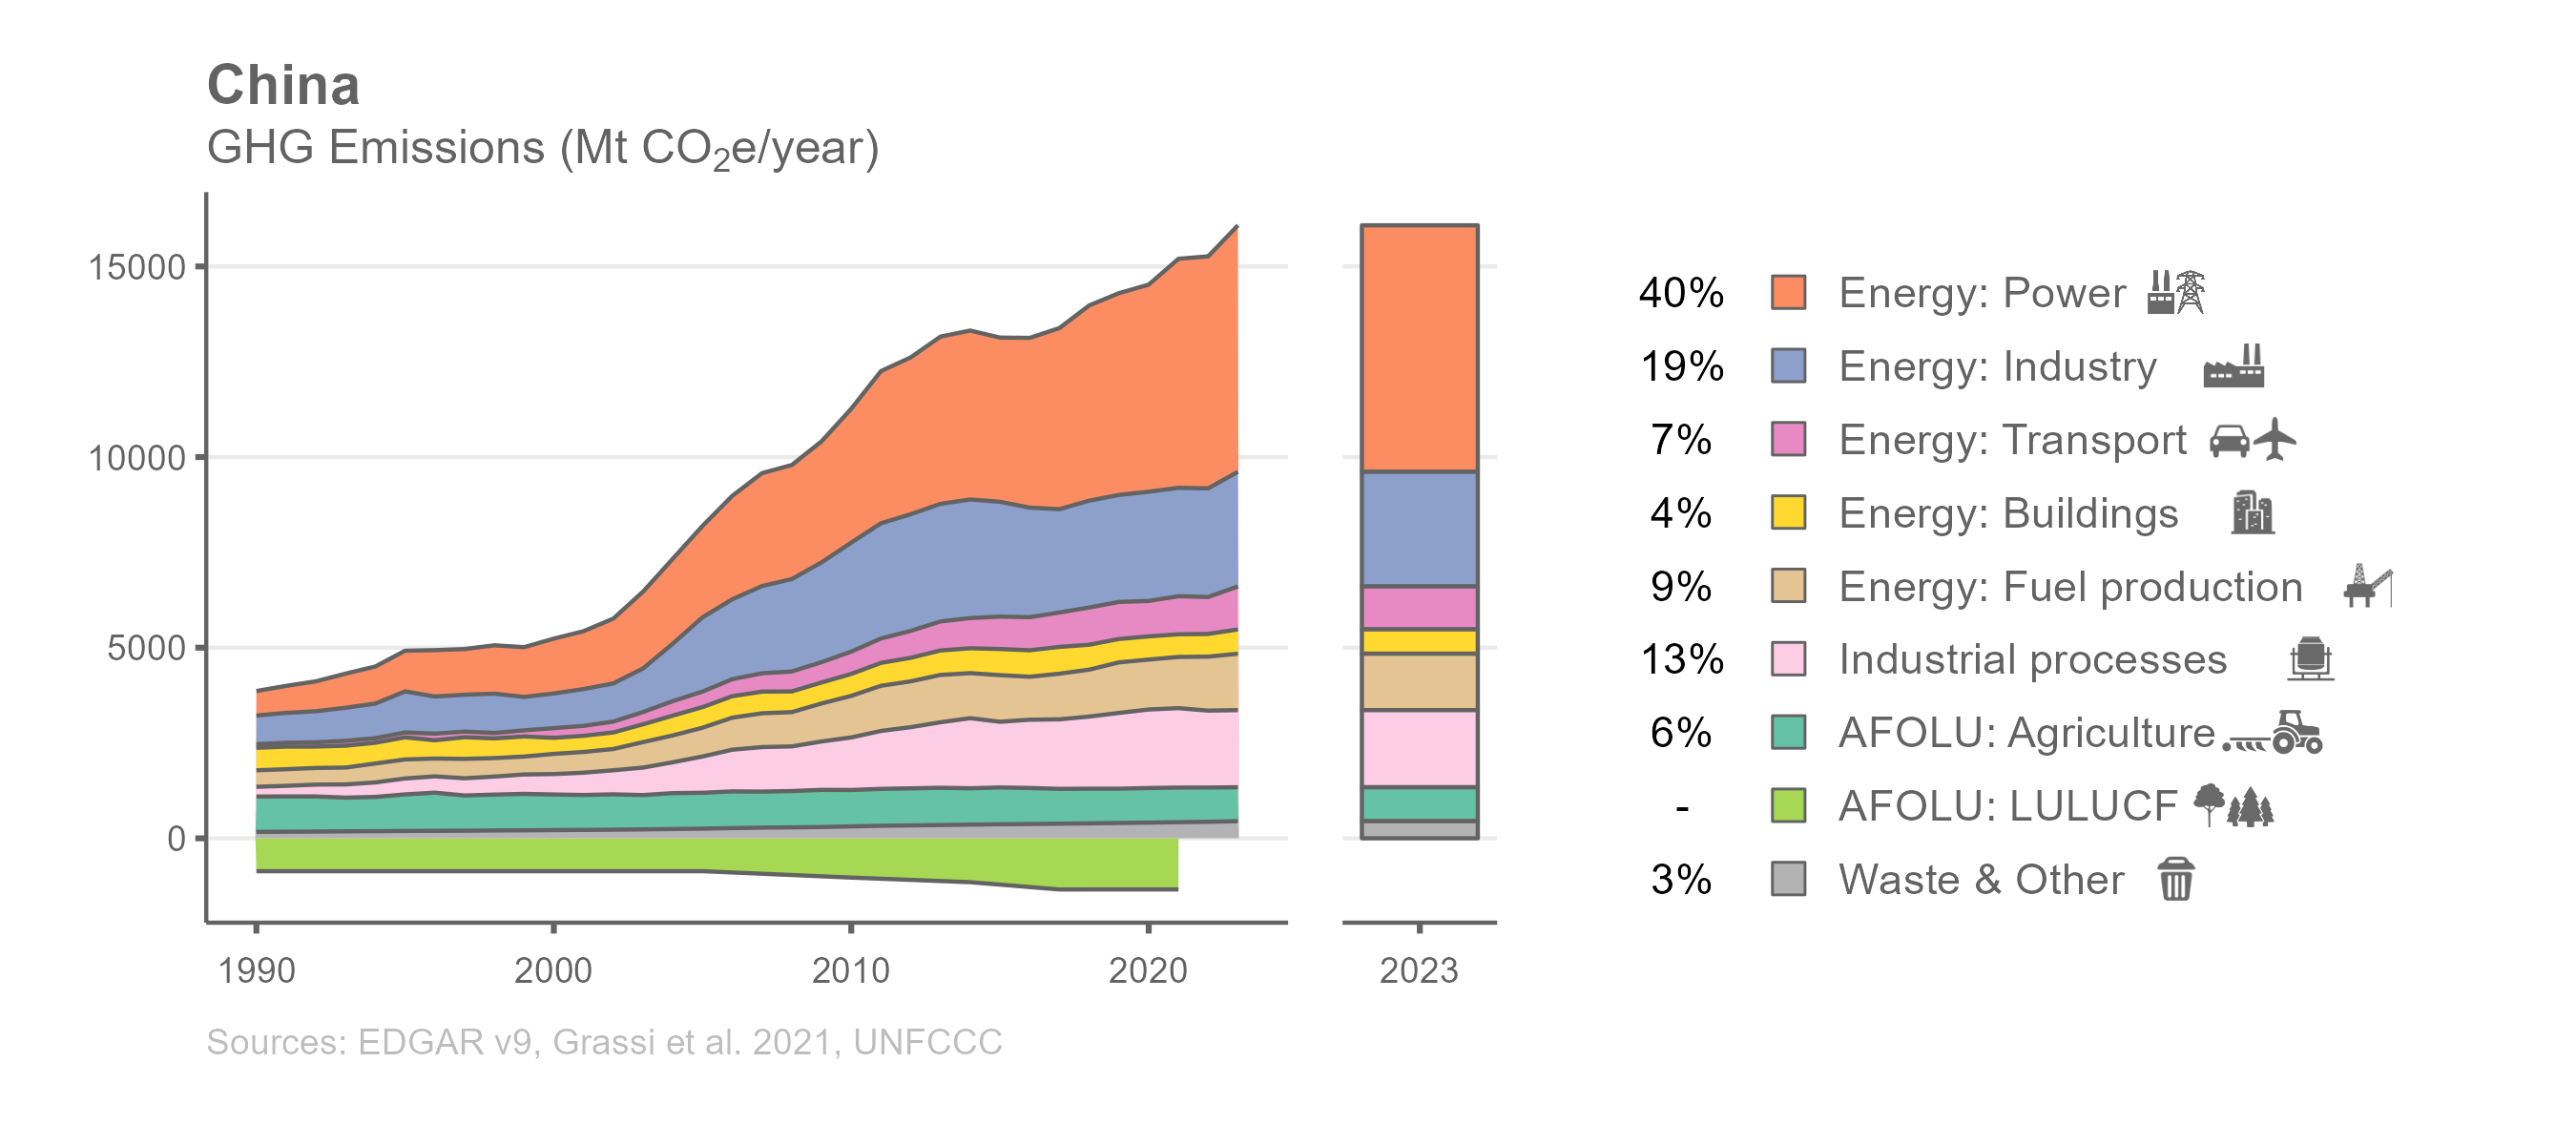 China
GHG Emissions (Mt CO₂e/year)
15000
10000
5000
0
1990 2000 2010 2020 2023
40% Energy: Power
19% Energy: Industry
7% Energy: Transport
4% Energy: Buildings
9% Energy: Fuel production
13% Industrial processes
6% AFOLU: Agriculture
- AFOLU: LULUCF
3% Waste & Other
Sources: EDGAR v9, Grassi et al. 2021, UNFCCC